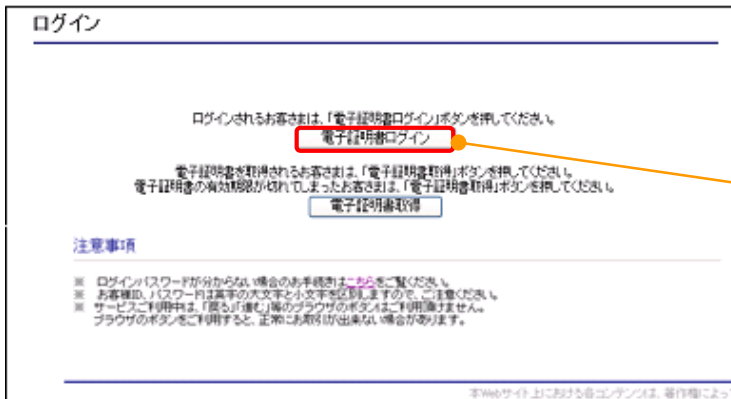 ログイン
ログインされるお客さまは、「電子証明書ログイン」ボタンを押してください。
電子証明書ログイン
電子証明書を取得されるお客さまは、「電子証明書取得」ボタンを押してください。
電子証明書の有効期限が切れてしまったお客さまは、「電子証明書取得」ボタンを押してください。
電子証明書取得
注意事項
※ ログインパスワードが分からない場合のお手続きはこちらをご覧ください。
※ お客様ID、パスワードは英字の大文字と小文字を区別しますので、ご注意ください。
※ サービスご利用中は、「戻る」「進む」等のブラウザのボタンはご利用頂けません。
ブラウザのボタンをご利用すると、正常にお取引が出来ない場合があります。
本Webサイト上における各コンテンツは、著作権によって